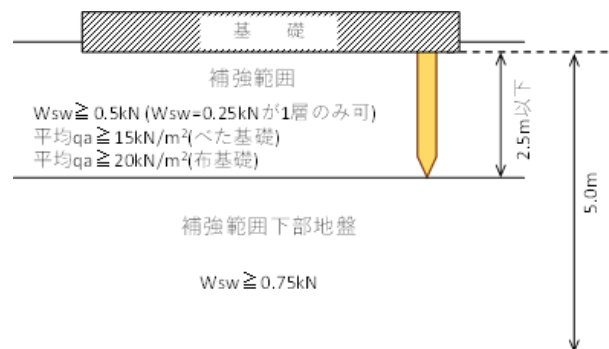 基 礎
補強範囲
Wsw≧0.5kN (Wsw=0.25kNが1層のみ可)
平均qa≧15kN/m²(べた基礎)
平均qa≧20kN/m²(布基礎)
2.5m以下
5.0m
補強範囲下部地盤
Wsw≧0.75kN